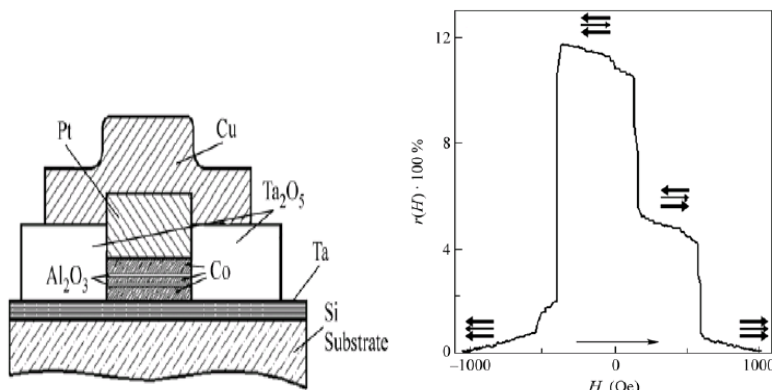 Pt
Cu
Ta2O5
Al2O3
Co
Ta
Si
Substrate
r(H) · 100 %
12
8
4
0
−1000
0
1000
H, (Oe)